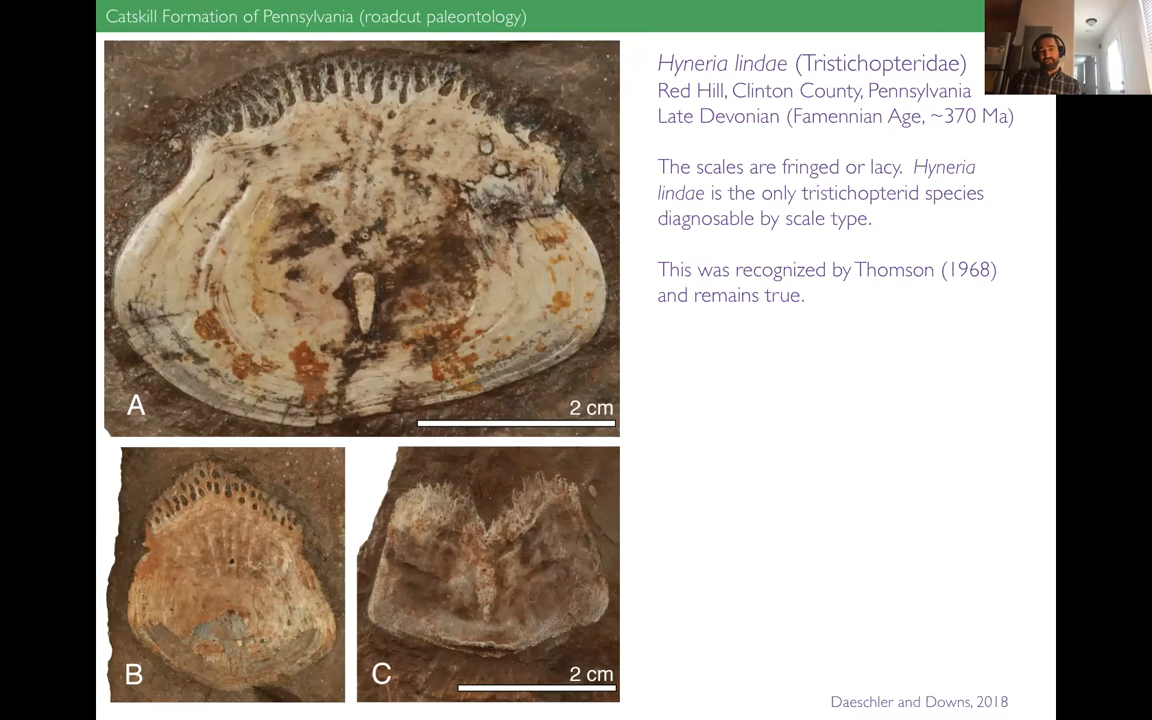 Catskill Formation of Pennsylvania (roadcut paleontology)
Hyneria lindae (Tristichopteridae)
Red Hill, Clinton County, Pennsylvania
Late Devonian (Famennian Age, ~370 Ma)
The scales are fringed or lacy. Hyneria
lindae is the only tristichopterid species
diagnosable by scale type.
This was recognized by Thomson (1968)
and remains true.
A
2 cm
B
C
2 cm
Daeschler and Downs, 2018